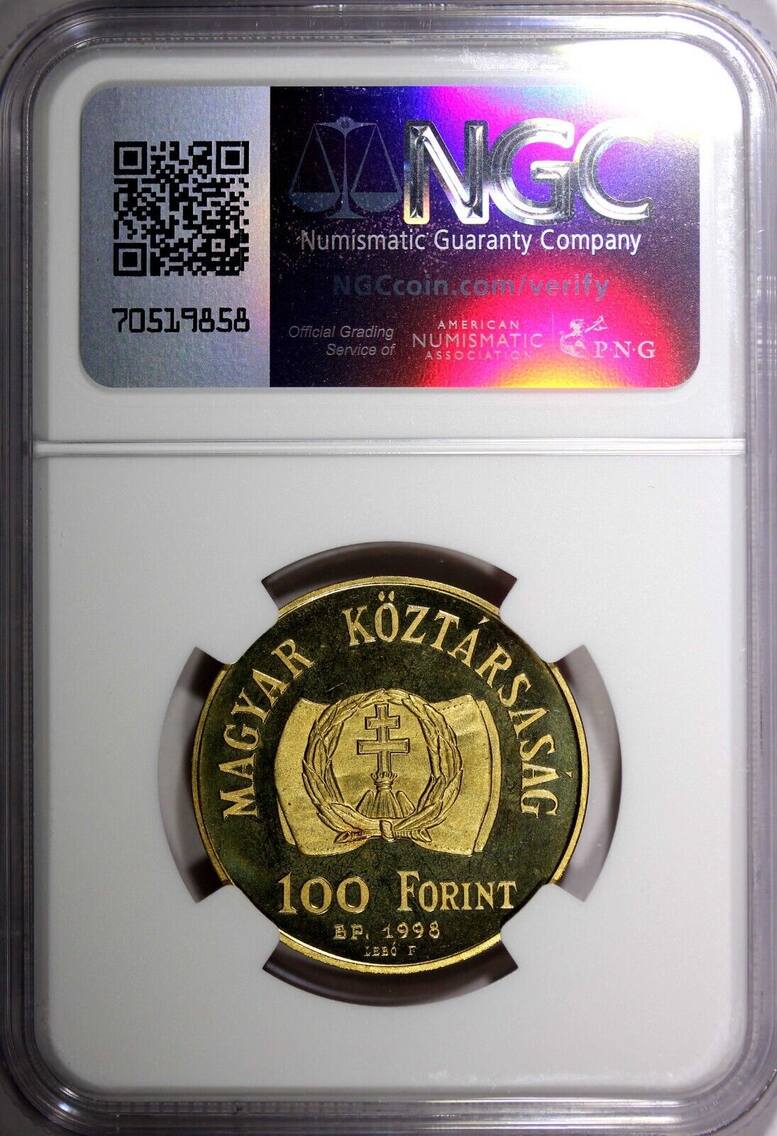 NGC
Numismatic Guaranty Company
NGCcoin.com/verify
70519858
Official Grading
Service of
AMERICAN
NUMISMATIC
ASSOCIATION
P·N·G
MAGYAR KÖZTÁRSASÁG
100 FORINT
BP. 1998
LEBÓ F